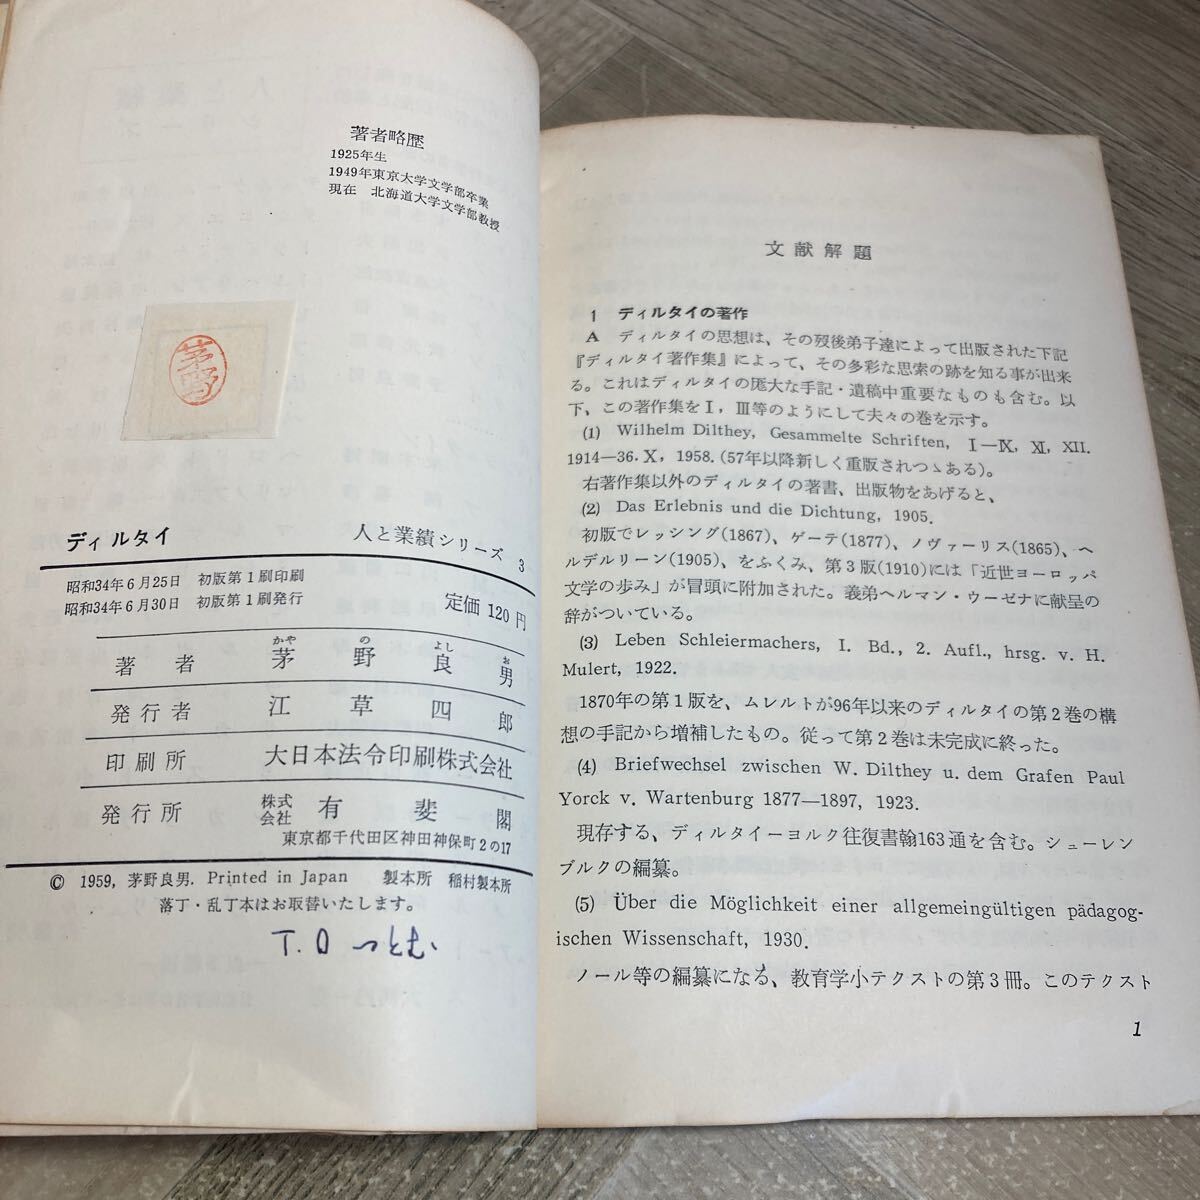 著者略歴
1925年生
1949年東京大学文学部卒業
現在 北海道大学文学部教授
茅野
ディルタイ 人と業績シリーズ 3
昭和34年6月25日 初版第1刷印刷
昭和34年6月30日 初版第1刷発行
定価 120円
かや の よし お
著者 茅野良男
発行者 江草四郎
印刷所 大日本法令印刷株式会社
発行所 株式会社 有斐閣
東京都千代田区神田神保町2の17
© 1959, 茅野良男. Printed in Japan 製本所 稲村製本所
落丁・乱丁本はお取替いたします。
T.O つとむ
文献解題
1 ディルタイの著作
A ディルタイの思想は、その歿後弟子達によって出版された下記
『ディルタイ著作集』によって、その多彩な思索の跡を知る事が出来
る。これはディルタイの厖大な手記・遺稿中重要なものも含む。以
下、この著作集をⅠ，Ⅲ等のようにして夫々の巻を示す。
(1) Wilhelm Dilthey, Gesammelte Schriften, Ⅰ—Ⅸ, Ⅺ, Ⅻ.
1914—36. Ⅹ, 1958. (57年以降新しく重版されつゝある)。
右著作集以外のディルタイの著書、出版物をあげると、
(2) Das Erlebnis und die Dichtung, 1905.
初版でレッシング(1867)、ゲーテ(1877)、ノヴァーリス(1865)、ヘ
ルデルリーン(1905)、をふくみ、第3版(1910)には「近世ヨーロッパ
文学の歩み」が冒頭に附加された。義弟ヘルマン・ウーゼナに献呈の
辞がついている。
(3) Leben Schleiermachers, I. Bd., 2. Aufl., hrsg. v. H.
Mulert, 1922.
1870年の第1版を、ムレルトが96年以来のディルタイの第2巻の構
想の手記から増補したもの。従って第2巻は未完成に終った。
(4) Briefwechsel zwischen W. Dilthey u. dem Grafen Paul
Yorck v. Wartenburg 1877—1897, 1923.
現存する、ディルタイーヨルク往復書翰163通を含む。シューレン
ブルクの編纂。
(5) Über die Möglichkeit einer allgemeingültigen pädagog-
ischen Wissenschaft, 1930.
ノール等の編纂になる、教育学小テクストの第3冊。このテクスト
1